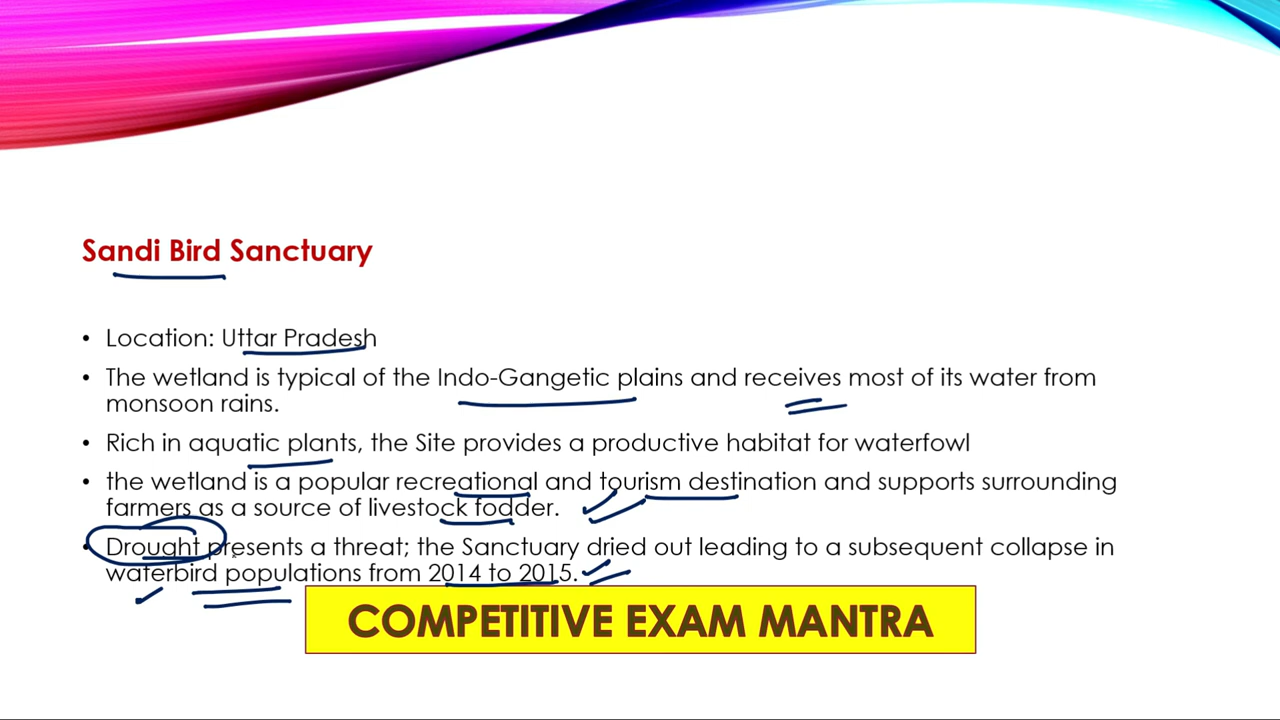 Sandi Bird Sanctuary
• Location: Uttar Pradesh
• The wetland is typical of the Indo-Gangetic plains and receives most of its water from
monsoon rains.
• Rich in aquatic plants, the Site provides a productive habitat for waterfowl
• the wetland is a popular recreational and tourism destination and supports surrounding
farmers as a source of livestock fodder.
• Drought presents a threat; the Sanctuary dried out leading to a subsequent collapse in
waterbird populations from 2014 to 2015.
COMPETITIVE EXAM MANTRA